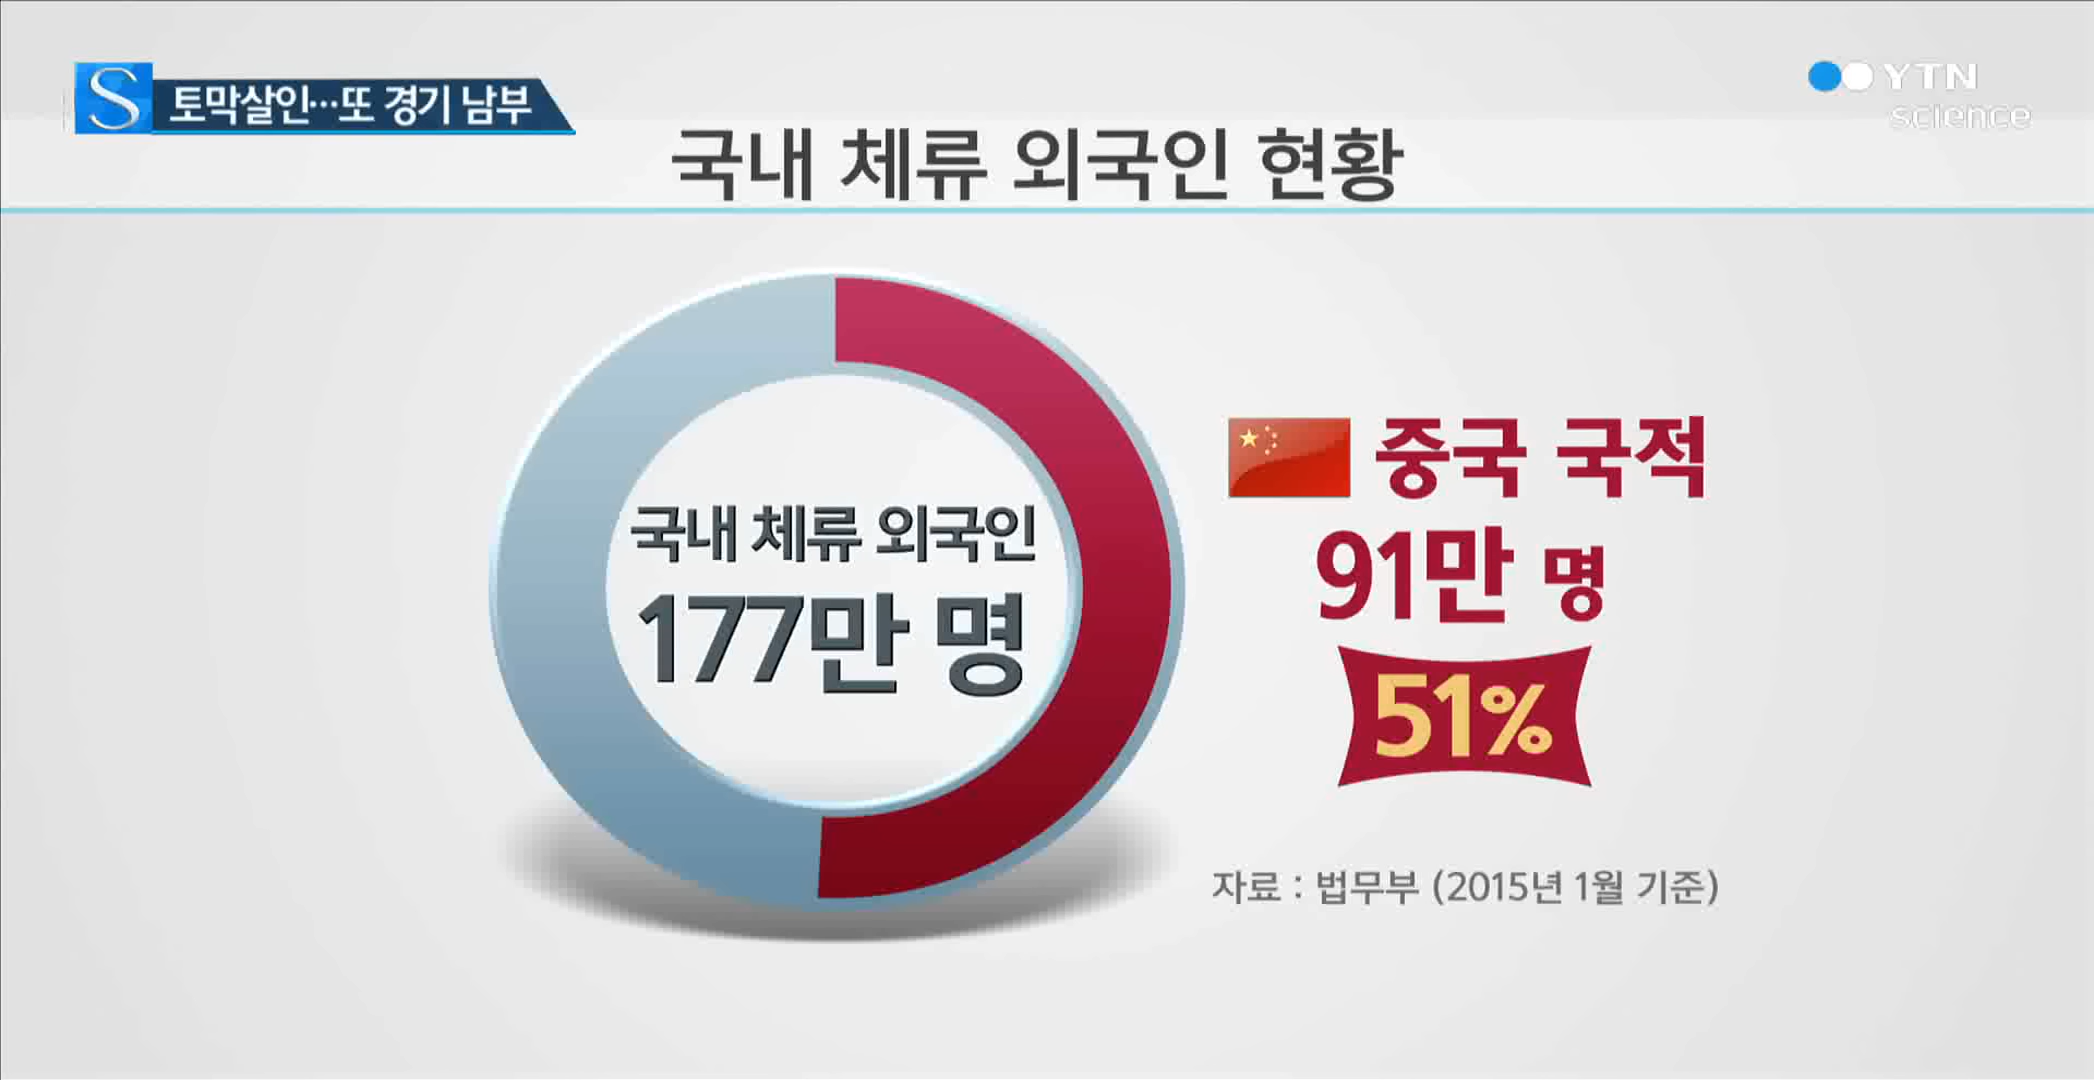 S 토막살인…또 경기 남부
YTN
science
국내 체류 외국인 현황
국내 체류 외국인
177만 명
중국 국적
91만 명
51%
자료 : 법무부 (2015년 1월 기준)